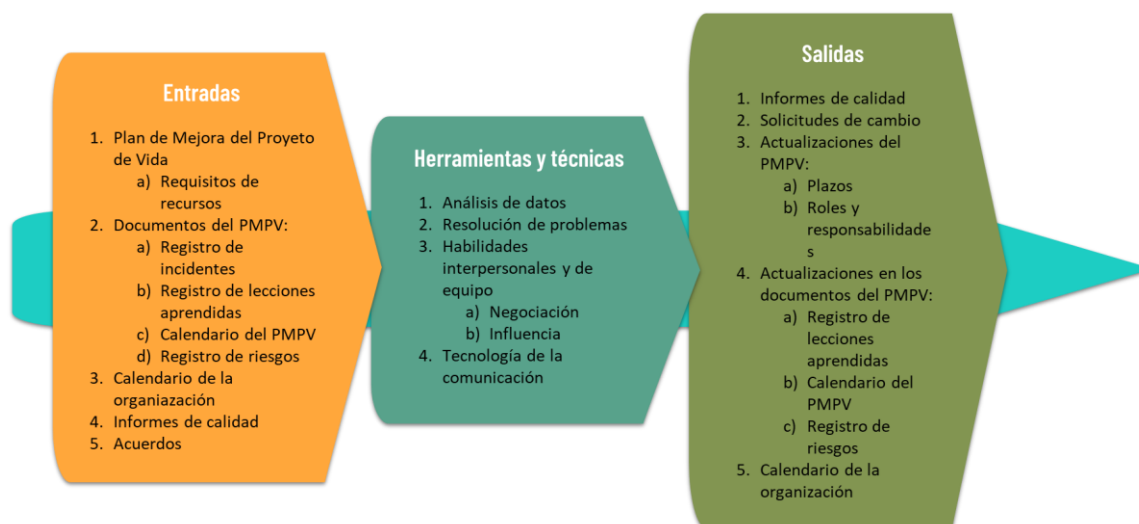 Entradas
1. Plan de Mejora del Proyeto
de Vida
a) Requisitos de
recursos
2. Documentos del PMPV:
a) Registro de
incidentes
b) Registro de lecciones
aprendidas
c) Calendario del PMPV
d) Registro de riesgos
3. Calendario de la
organiazación
4. Informes de calidad
5. Acuerdos
Herramientas y técnicas
1. Análisis de datos
2. Resolución de problemas
3. Habilidades
interpersonales y de
equipo
a) Negociación
b) Influencia
4. Tecnología de la
comunicación
Salidas
1. Informes de calidad
2. Solicitudes de cambio
3. Actualizaciones del
PMPV:
a) Plazos
b) Roles y
responsabilidade
s
4. Actualizaciones en los
documentos del PMPV:
a) Registro de
lecciones
aprendidas
b) Calendario del
PMPV
c) Registro de
riesgos
5. Calendario de la
organización